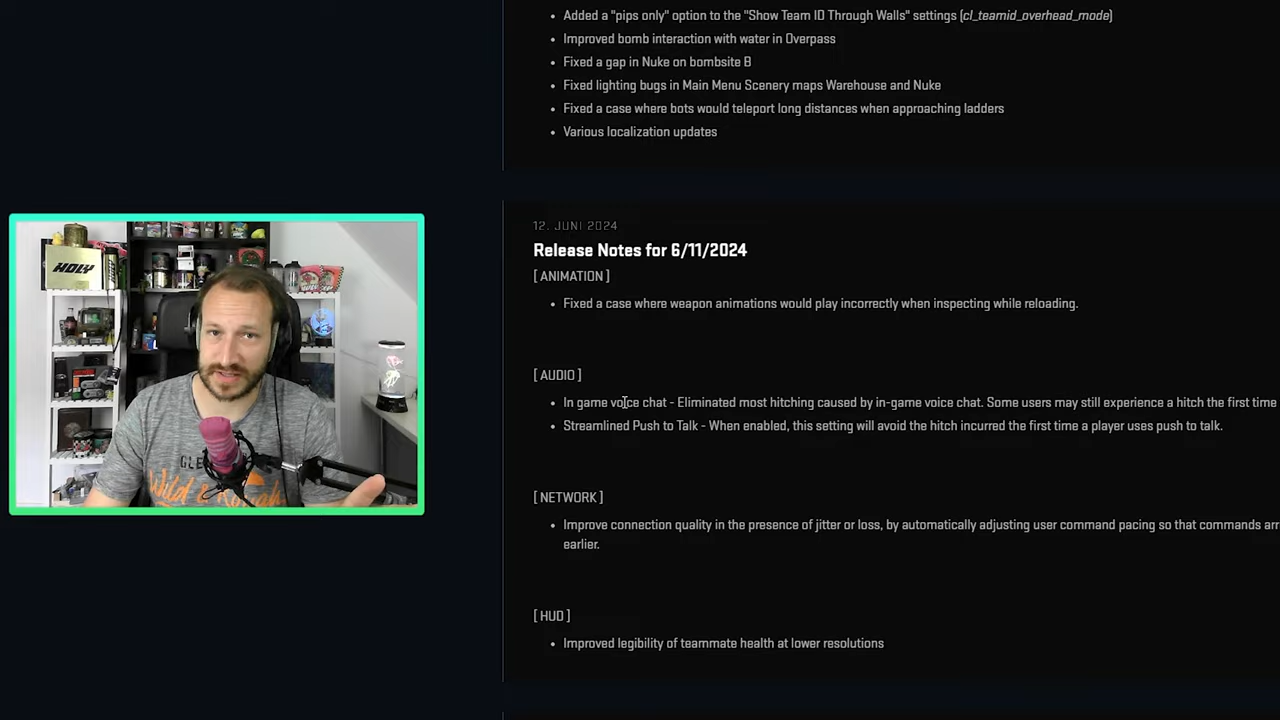 Added a "pips only" option to the "Show Team ID Through Walls" settings (cl_teamid_overhead_mode)
Improved bomb interaction with water in Overpass
Fixed a gap in Nuke on bombsite B
Fixed lighting bugs in Main Menu Scenery maps Warehouse and Nuke
Fixed a case where bots would teleport long distances when approaching ladders
Various localization updates
12. JUNI 2024
Release Notes for 6/11/2024
[ ANIMATION ]
Fixed a case where weapon animations would play incorrectly when inspecting while reloading.
[ AUDIO ]
In game voice chat - Eliminated most hitching caused by in-game voice chat. Some users may still experience a hitch the first time
Streamlined Push to Talk - When enabled, this setting will avoid the hitch incurred the first time a player uses push to talk.
[ NETWORK ]
Improve connection quality in the presence of jitter or loss, by automatically adjusting user command pacing so that commands arr
earlier.
[ HUD ]
Improved legibility of teammate health at lower resolutions
HOLY
GLE
Wild &